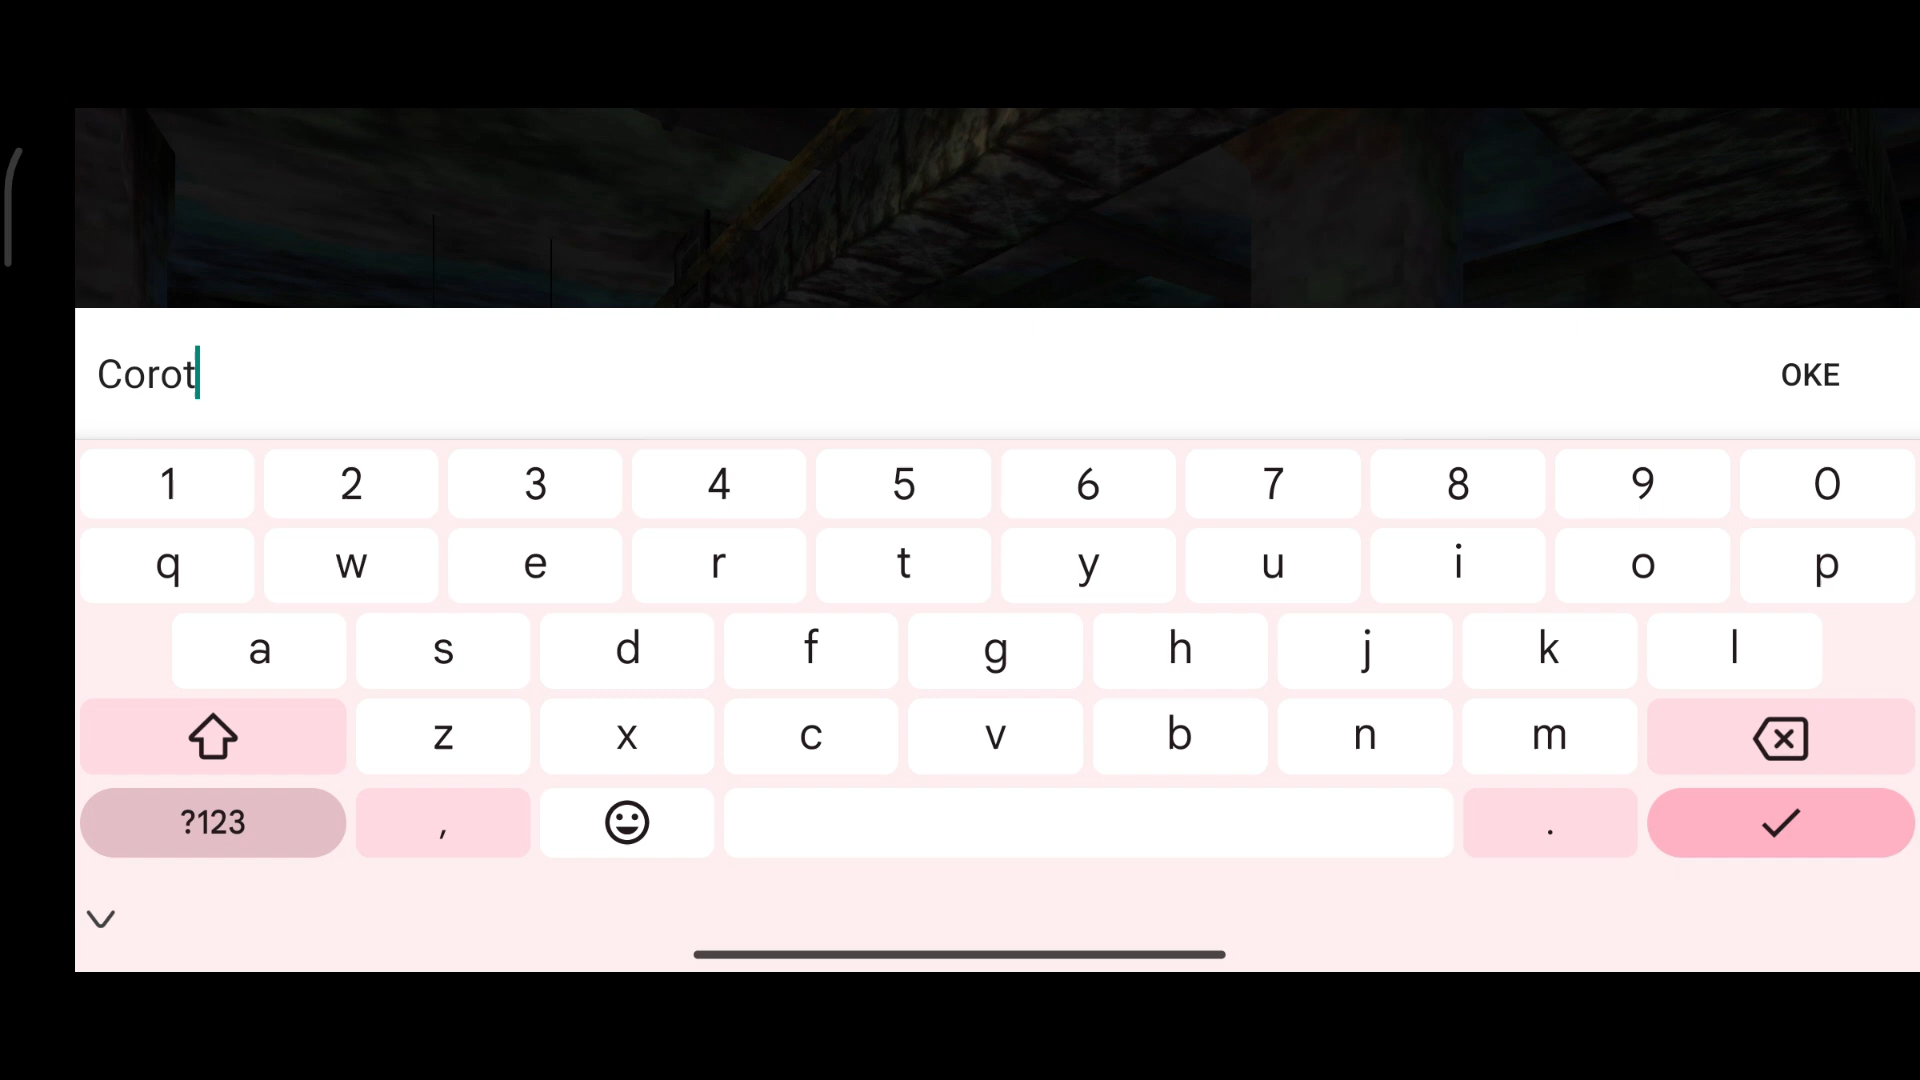 Corot
OKE
1 2 3 4 5 6 7 8 9 0
q w e r t y u i o p
a s d f g h j k l
z x c v b n m
?123 , .